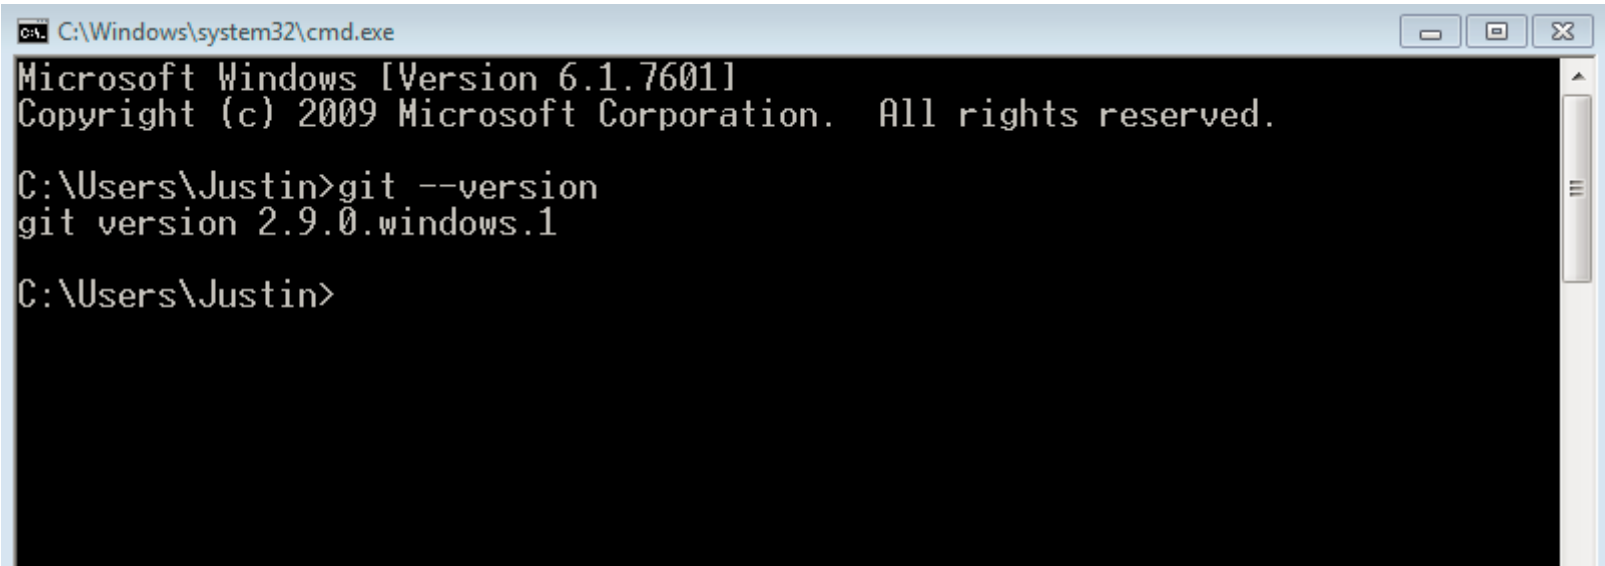 C:\Windows\system32\cmd.exe
Microsoft Windows [Version 6.1.7601]
Copyright (c) 2009 Microsoft Corporation.  All rights reserved.
C:\Users\Justin>git --version
git version 2.9.0.windows.1
C:\Users\Justin>